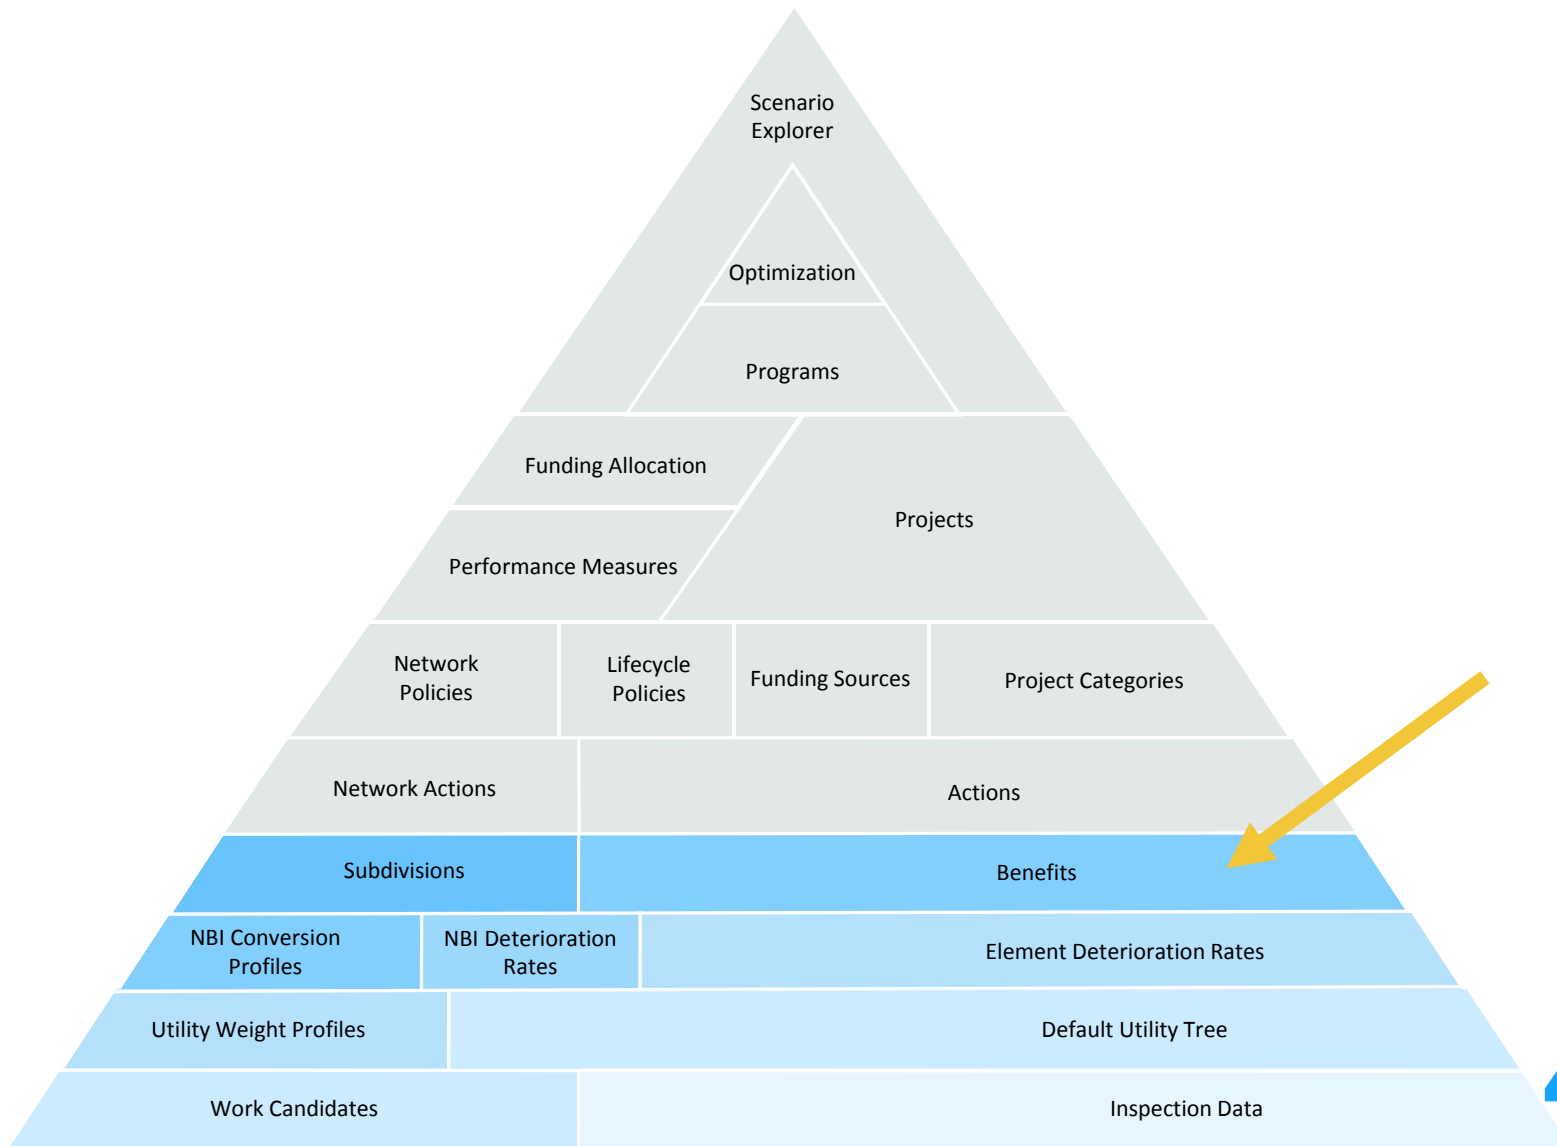 Scenario
Explorer
Optimization
Programs
Funding Allocation
Projects
Performance Measures
Network
Policies
Lifecycle
Policies
Funding Sources
Project Categories
Network Actions
Actions
Subdivisions
Benefits
NBI Conversion
Profiles
NBI Deterioration
Rates
Element Deterioration Rates
Utility Weight Profiles
Default Utility Tree
Work Candidates
Inspection Data